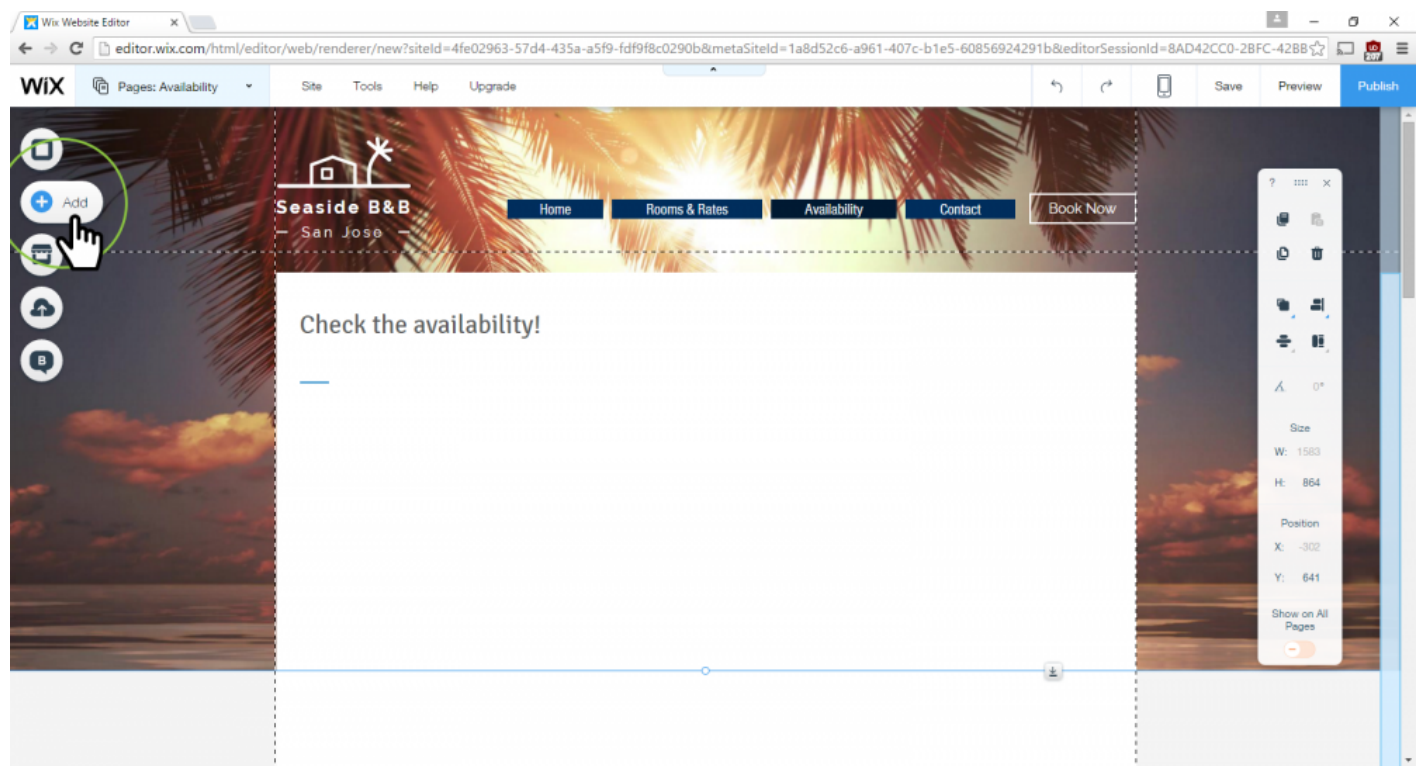 Wix Website Editor
editor.wix.com/html/editor/web/renderer/new?siteId=4fe02963-57d4-435a-a5f9-fdf9f8c0290b&metaSiteId=1a8d52c6-a961-407c-b1e5-60856924291b&editorSessionId=8AD42CC0-2BFC-42BB
207
WiX Pages: Availability Site Tools Help Upgrade Save Preview Publish
Add
Seaside B&B
San Jose
Home Rooms & Rates Availability Contact Book Now
Check the availability!
B
?
0°
Size
W: 1583
H: 864
Position
X: -302
Y: 641
Show on All
Pages